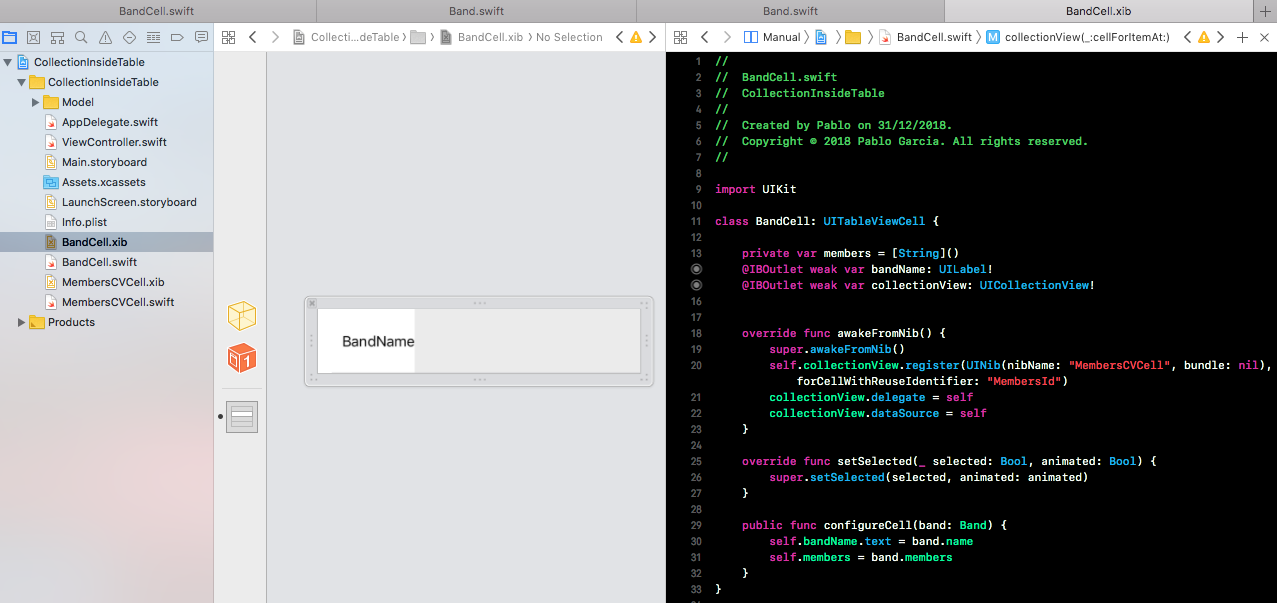 BandCell.swift
Band.swift
Band.swift
BandCell.xib
Collecti...deTable
BandCell.xib
No Selection
Manual
BandCell.swift
M
collectionView(_:cellForItemAt:)
CollectionInsideTable
CollectionInsideTable
Model
AppDelegate.swift
ViewController.swift
Main.storyboard
Assets.xcassets
LaunchScreen.storyboard
Info.plist
BandCell.xib
BandCell.swift
MembersCVCell.xib
MembersCVCell.swift
Products
1
BandName
1 //
2 //  BandCell.swift
3 //  CollectionInsideTable
4 //
5 //  Created by Pablo on 31/12/2018.
6 //  Copyright © 2018 Pablo Garcia. All rights reserved.
7 //
8
9 import UIKit
10
11 class BandCell: UITableViewCell {
12
13     private var members = [String]()
@IBOutlet weak var bandName: UILabel!
@IBOutlet weak var collectionView: UICollectionView!
16
17
18     override func awakeFromNib() {
19         super.awakeFromNib()
20         self.collectionView.register(UINib(nibName: "MembersCVCell", bundle: nil),
forCellWithReuseIdentifier: "MembersId")
21         collectionView.delegate = self
22         collectionView.dataSource = self
23     }
24
25     override func setSelected(_ selected: Bool, animated: Bool) {
26         super.setSelected(selected, animated: animated)
27     }
28
29     public func configureCell(band: Band) {
30         self.bandName.text = band.name
31         self.members = band.members
32     }
33 }